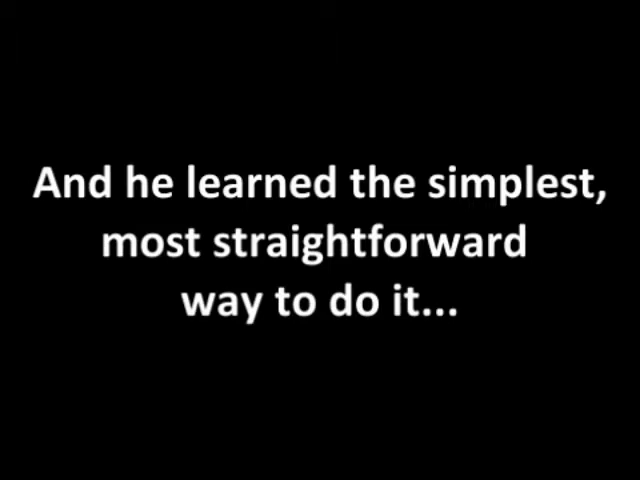 And he learned the simplest,
most straightforward
way to do it...